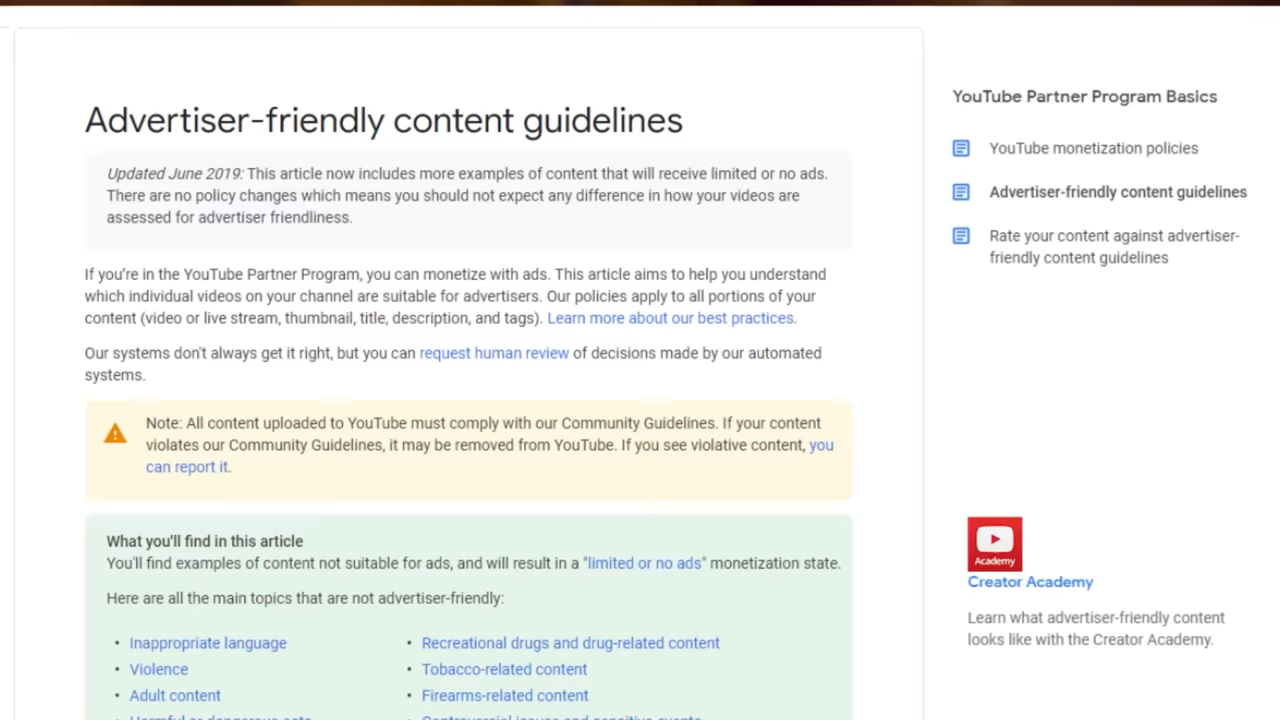 Advertiser-friendly content guidelines
Updated June 2019: This article now includes more examples of content that will receive limited or no ads.
There are no policy changes which means you should not expect any difference in how your videos are
assessed for advertiser friendliness.
If you're in the YouTube Partner Program, you can monetize with ads. This article aims to help you understand
which individual videos on your channel are suitable for advertisers. Our policies apply to all portions of your
content (video or live stream, thumbnail, title, description, and tags). Learn more about our best practices.
Our systems don't always get it right, but you can request human review of decisions made by our automated
systems.
Note: All content uploaded to YouTube must comply with our Community Guidelines. If your content
violates our Community Guidelines, it may be removed from YouTube. If you see violative content, you
can report it.
What you'll find in this article
You'll find examples of content not suitable for ads, and will result in a "limited or no ads" monetization state.
Here are all the main topics that are not advertiser-friendly:
• Inappropriate language
• Violence
• Adult content
• Harmful or dangerous acts
• Recreational drugs and drug-related content
• Tobacco-related content
• Firearms-related content
• Controversial issues and sensitive events
YouTube Partner Program Basics
YouTube monetization policies
Advertiser-friendly content guidelines
Rate your content against advertiser-
friendly content guidelines
Academy
Creator Academy
Learn what advertiser-friendly content
looks like with the Creator Academy.